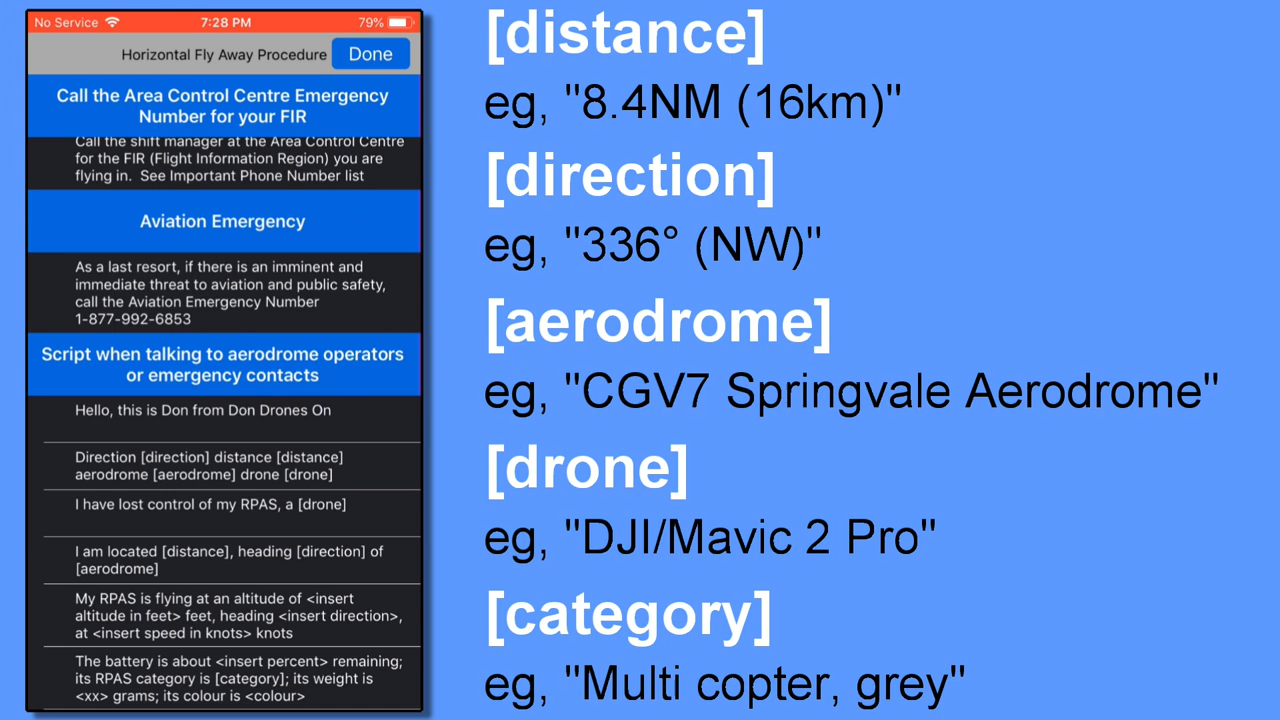 No Service 7:28 PM 79%
Horizontal Fly Away Procedure Done
Call the Area Control Centre Emergency
Number for your FIR
Call the shift manager at the Area Control Centre
for the FIR (Flight Information Region) you are
flying in. See Important Phone Number list
Aviation Emergency
As a last resort, if there is an imminent and
immediate threat to aviation and public safety,
call the Aviation Emergency Number
1-877-992-6853
Script when talking to aerodrome operators
or emergency contacts
Hello, this is Don from Don Drones On
Direction [direction] distance [distance]
aerodrome [aerodrome] drone [drone]
I have lost control of my RPAS, a [drone]
I am located [distance], heading [direction] of
[aerodrome]
My RPAS is flying at an altitude of <insert
altitude in feet> feet, heading <insert direction>,
at <insert speed in knots> knots
The battery is about <insert percent> remaining;
its RPAS category is [category]; its weight is
<xx> grams; its colour is <colour>
[distance]
eg, "8.4NM (16km)"
[direction]
eg, "336° (NW)"
[aerodrome]
eg, "CGV7 Springvale Aerodrome"
[drone]
eg, "DJI/Mavic 2 Pro"
[category]
eg, "Multi copter, grey"